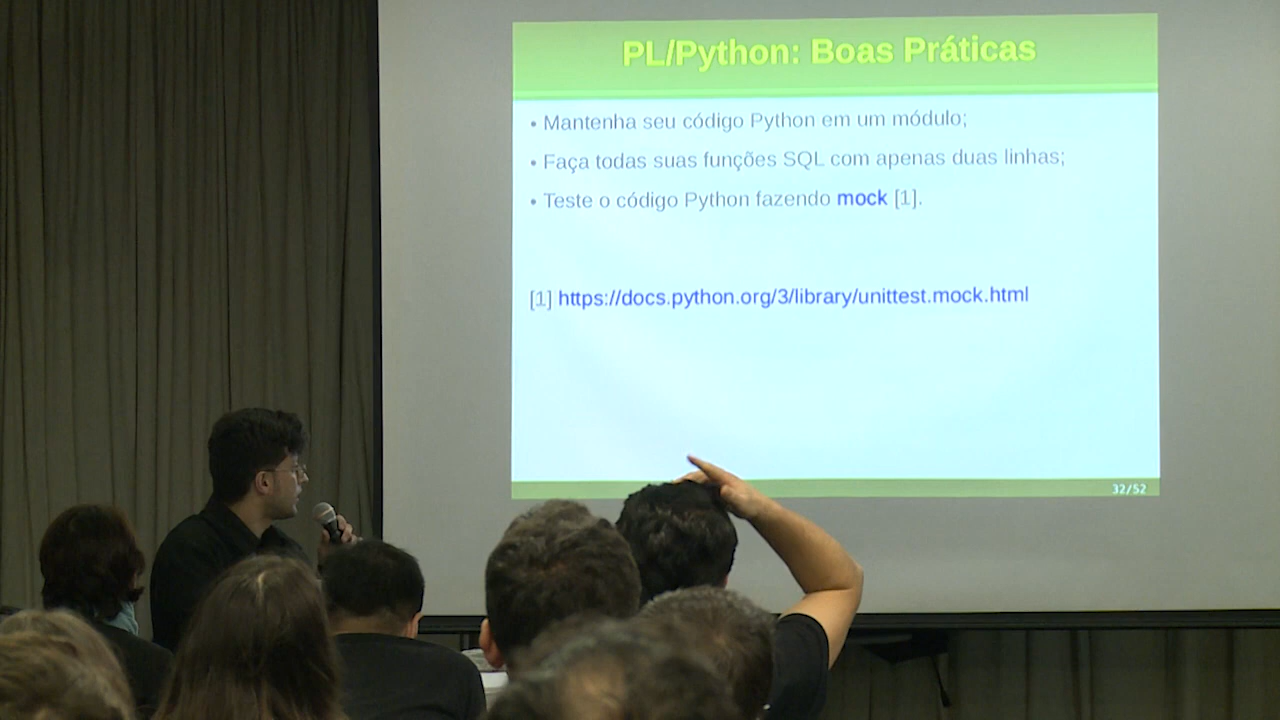 PL/Python: Boas Práticas
• Mantenha seu código Python em um módulo;
• Faça todas suas funções SQL com apenas duas linhas;
• Teste o código Python fazendo mock [1].
[1] https://docs.python.org/3/library/unittest.mock.html
32/52